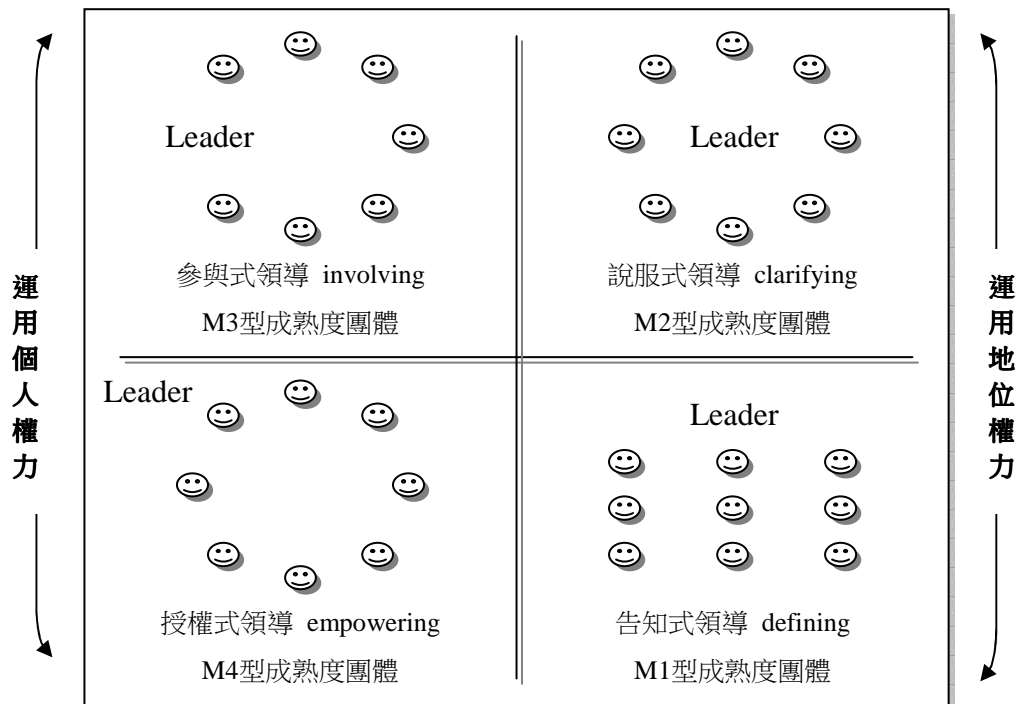 運用個人權力
Leader
參與式領導 involving
M3型成熟度團體
Leader
說服式領導 clarifying
M2型成熟度團體
Leader
授權式領導 empowering
M4型成熟度團體
Leader
告知式領導 defining
M1型成熟度團體
運用地位權力